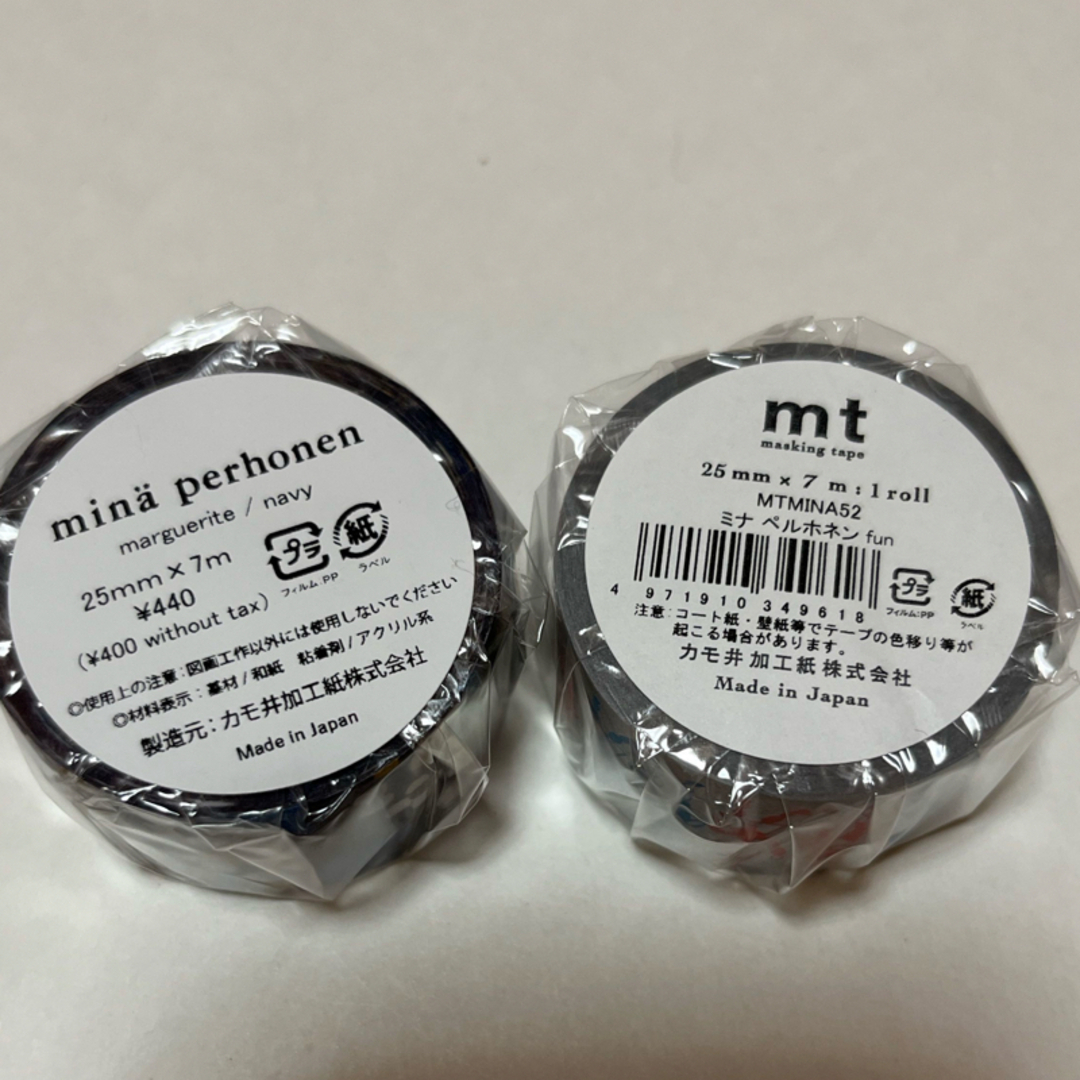 minä perhonen
marguerite / navy
25mm×7m
¥440
(¥400 without tax)
プラ
フィルム:PP
紙
ラベル
◎使用上の注意:図画工作以外には使用しないでください
◎材料表示:基材/和紙 粘着剤/アクリル系
製造元:カモ井加工紙株式会社
Made in Japan
mt
masking tape
25 mm × 7 m : 1 roll
MTMINA52
ミナ ペルホネン fun
4 971910 349618
プラ
フィルム:PP
紙
ラベル
注意:コート紙・壁紙等でテープの色移り等が
起こる場合があります。
カモ井加工紙株式会社
Made in Japan